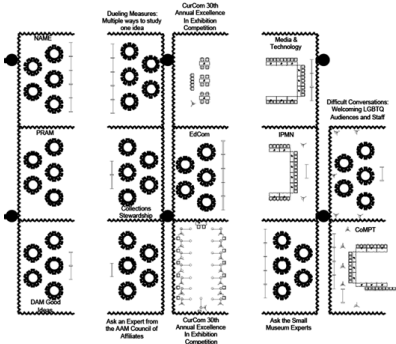 NAME
Dueling Measures:
Multiple ways to study
one idea
CurCom 30th
Annual Excellence
In Exhibition
Competition
Media &
Technology
Difficult Conversations:
Welcoming LGBTQ
Audiences and Staff
PRAM
Collections
Stewardship
EdCom
IPMN
CoMPT
DAM Good
Ideas
Ask an Expert from
the AAM Council of
Affiliates
CurCom 30th
Annual Excellence
In Exhibition
Competition
Ask the Small
Museum Experts